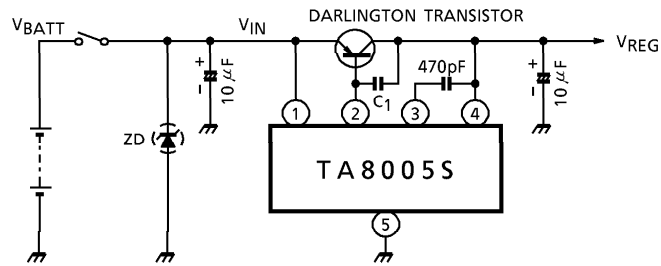 DARLINGTON TRANSISTOR
VBATT
VIN
VREG
+
-
10μF
470pF
C1
+
-
10μF
ZD
1
2
3
4
TA8005S
5